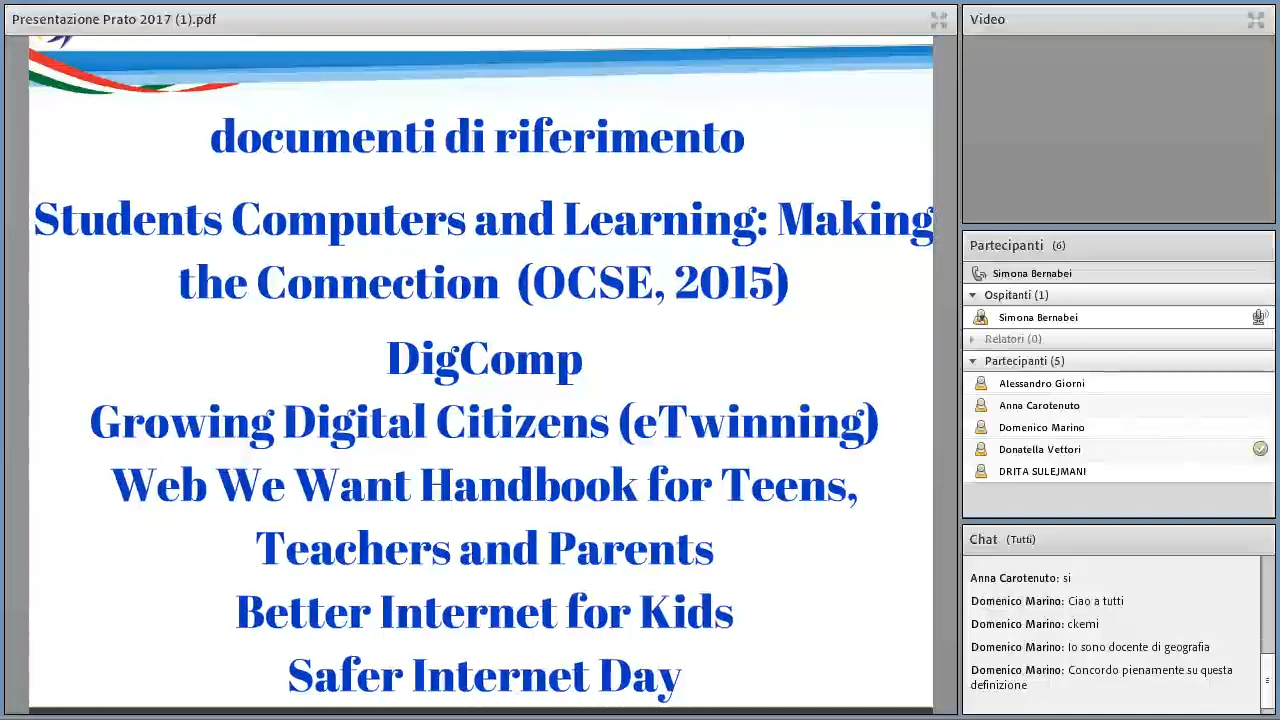 Presentazione Prato 2017 (1).pdf
documenti di riferimento
Students Computers and Learning: Making
the Connection (OCSE, 2015)
DigComp
Growing Digital Citizens (eTwinning)
Web We Want Handbook for Teens,
Teachers and Parents
Better Internet for Kids
Safer Internet Day
Video
Partecipanti (6)
Simona Bernabei
Ospitanti (1)
Simona Bernabei
Relatori (0)
Partecipanti (5)
Alessandro Giorni
Anna Carotenuto
Domenico Marino
Donatella Vettori
DRITA SULEJMANI
Chat (Tutti)
Anna Carotenuto: si
Domenico Marino: Ciao a tutti
Domenico Marino: ckemi
Domenico Marino: Io sono docente di geografia
Domenico Marino: Concordo pienamente su questa
definizione